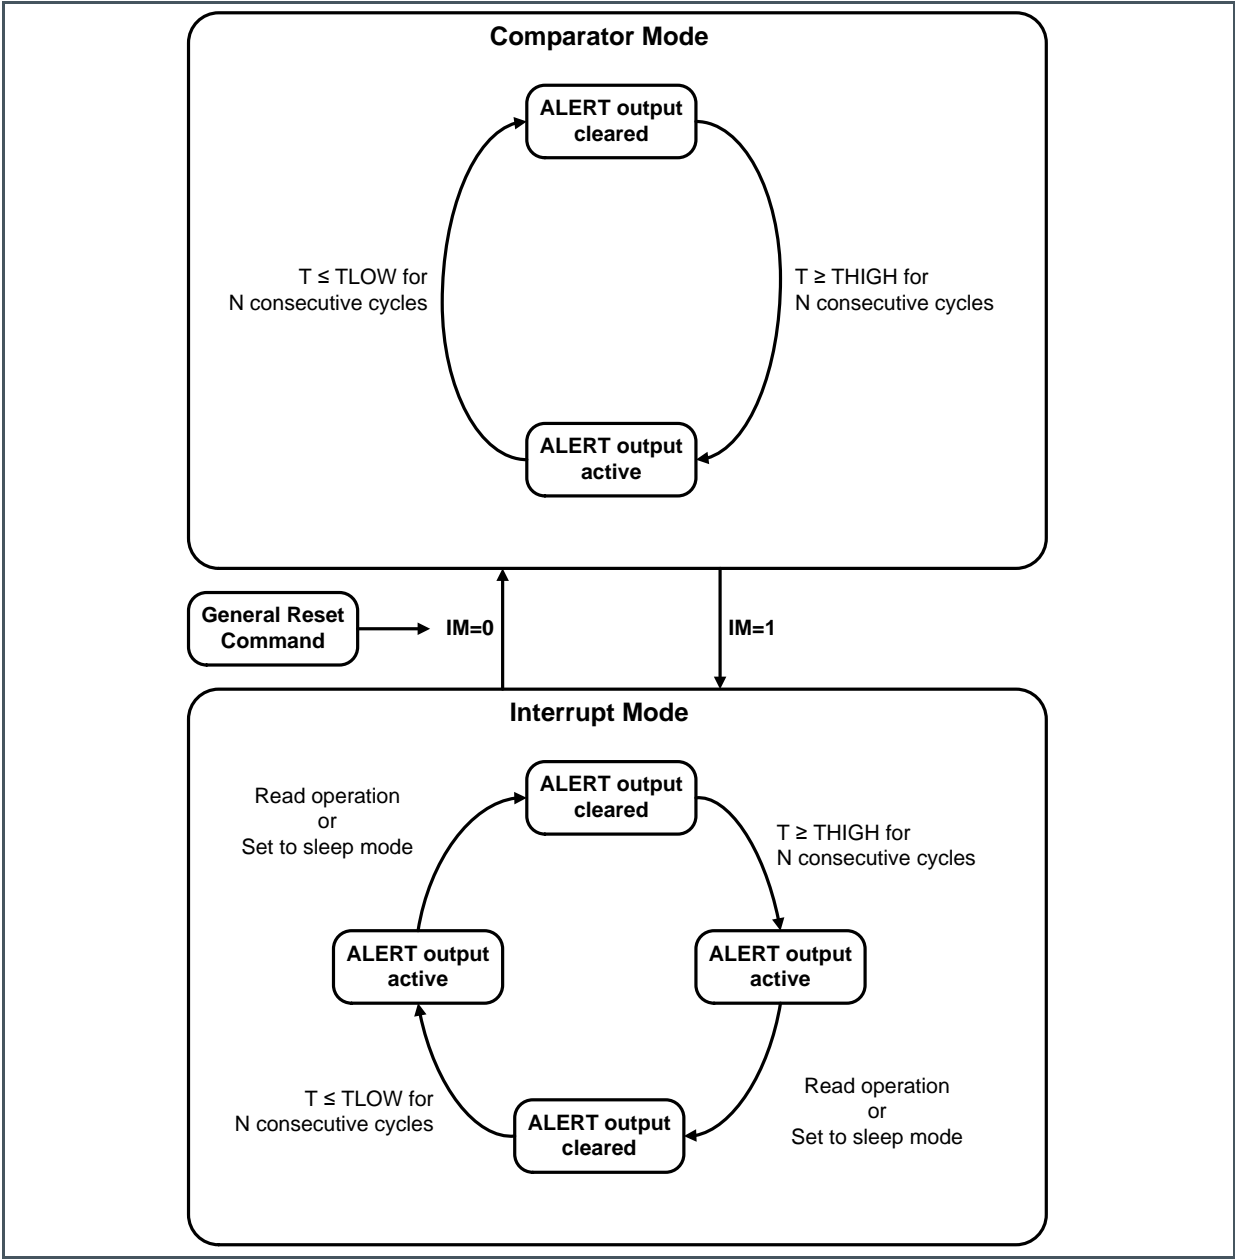 Comparator Mode
ALERT output
cleared
T ≤ TLOW for
N consecutive cycles
T ≥ THIGH for
N consecutive cycles
ALERT output
active
General Reset
Command
IM=0
IM=1
Interrupt Mode
ALERT output
cleared
Read operation
or
Set to sleep mode
T ≥ THIGH for
N consecutive cycles
ALERT output
active
ALERT output
active
T ≤ TLOW for
N consecutive cycles
Read operation
or
Set to sleep mode
ALERT output
cleared